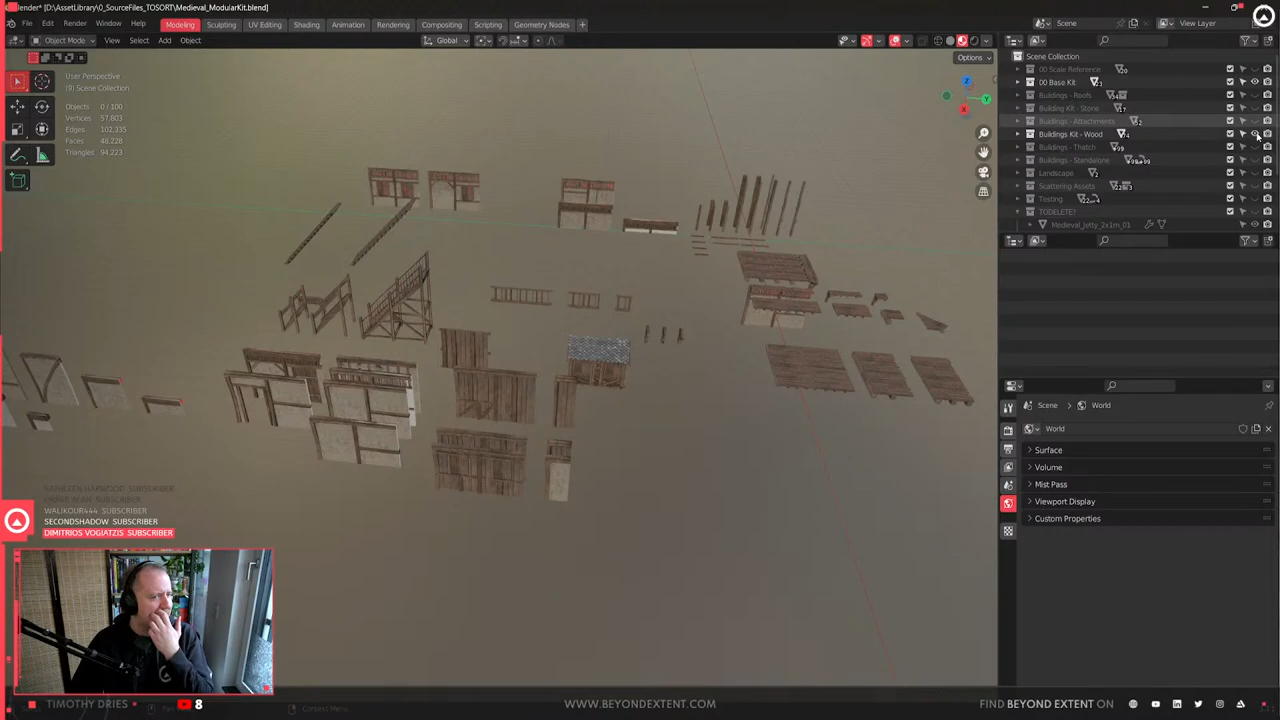 Blender* [D:\AssetLibrary\0_SourceFiles_TOSORT\Medieval_ModularKit.blend]
File Edit Render Window Help Modeling Sculpting UV Editing Shading Animation Rendering Compositing Scripting Geometry Nodes + Scene View Layer
Object Mode View Select Add Object Global
Options
User Perspective
(9) Scene Collection
Objects 0 / 100
Vertices 57,803
Edges 102,335
Faces 48,228
Triangles 94,223
Z
Y
X
Scene Collection
00 Scale Reference
00 Base Kit
Buildings - Roofs
Building Kit - Stone
Buildings - Attachments
Buildings Kit - Wood
Buildings - Thatch
Buildings - Standalone
Landscape
Scattering Assets
Testing
TODELETE?
Medieval_Jetty_2x1m_01
Scene > World
World
Surface
Volume
Mist Pass
Viewport Display
Custom Properties
WALIKOUR444 SUBSCRIBER
SECONDSHADOW SUBSCRIBER
DIMITRIOS VOGIATZIS SUBSCRIBER
TIMOTHY DRIES 8 WWW.BEYONDEXTENT.COM FIND BEYOND EXTENT ON
Context Menu